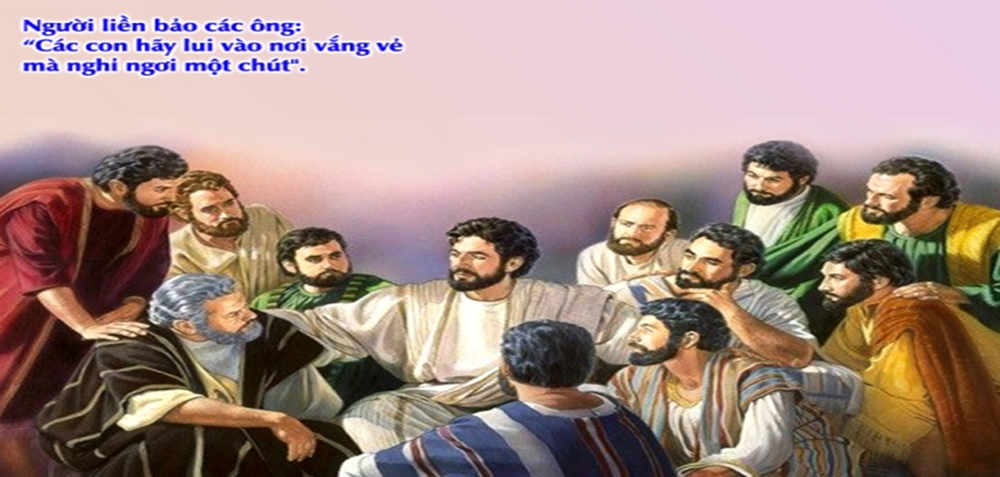 Người liền bảo các ông:
“Các con hãy lui vào nơi vắng vẻ
mà nghỉ ngơi một chút".